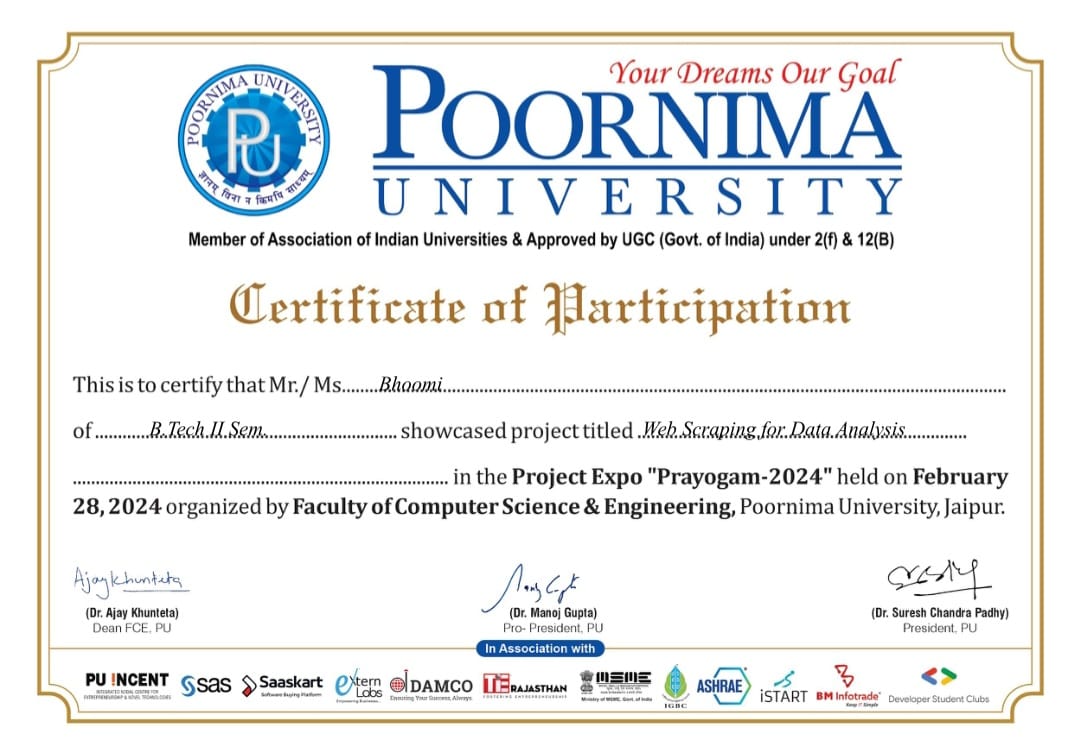 Your Dreams Our Goal
POORNIMA UNIVERSITY
PU
ज्ञानम् विना न किमपि साध्यम्
POORNIMA
UNIVERSITY
Member of Association of Indian Universities & Approved by UGC (Govt. of India) under 2(f) & 12(B)
Certificate of Participation
This is to certify that Mr./ Ms........Bhoomi....................
of ............B.Tech II Sem............................ showcased project titled .Web Scraping for Data Analysis.............
........................................ in the Project Expo "Prayogam-2024" held on February
28, 2024 organized by Faculty of Computer Science & Engineering, Poornima University, Jaipur.
Ajay Khunteta
(Dr. Ajay Khunteta) (Dr. Manoj Gupta) (Dr. Suresh Chandra Padhy)
Dean FCE, PU Pro- President, PU President, PU
In Association with
PU INCENT sas Saaskart extern Labs DAMCO TiE RAJASTHAN MSME IGBC ASHRAE iSTART BM Infotrade Developer Student Clubs
INTEGRATED NODAL CENTRE FOR ENTREPRENEURSHIP & NOVEL TECHNOLOGIES
Software Buying Platform
Empowering Business...
Ensuring Your Success, Always
FOSTERING ENTREPRENEURSHIP
Ministry of MSME, Govt. of India
Keep IT Simple